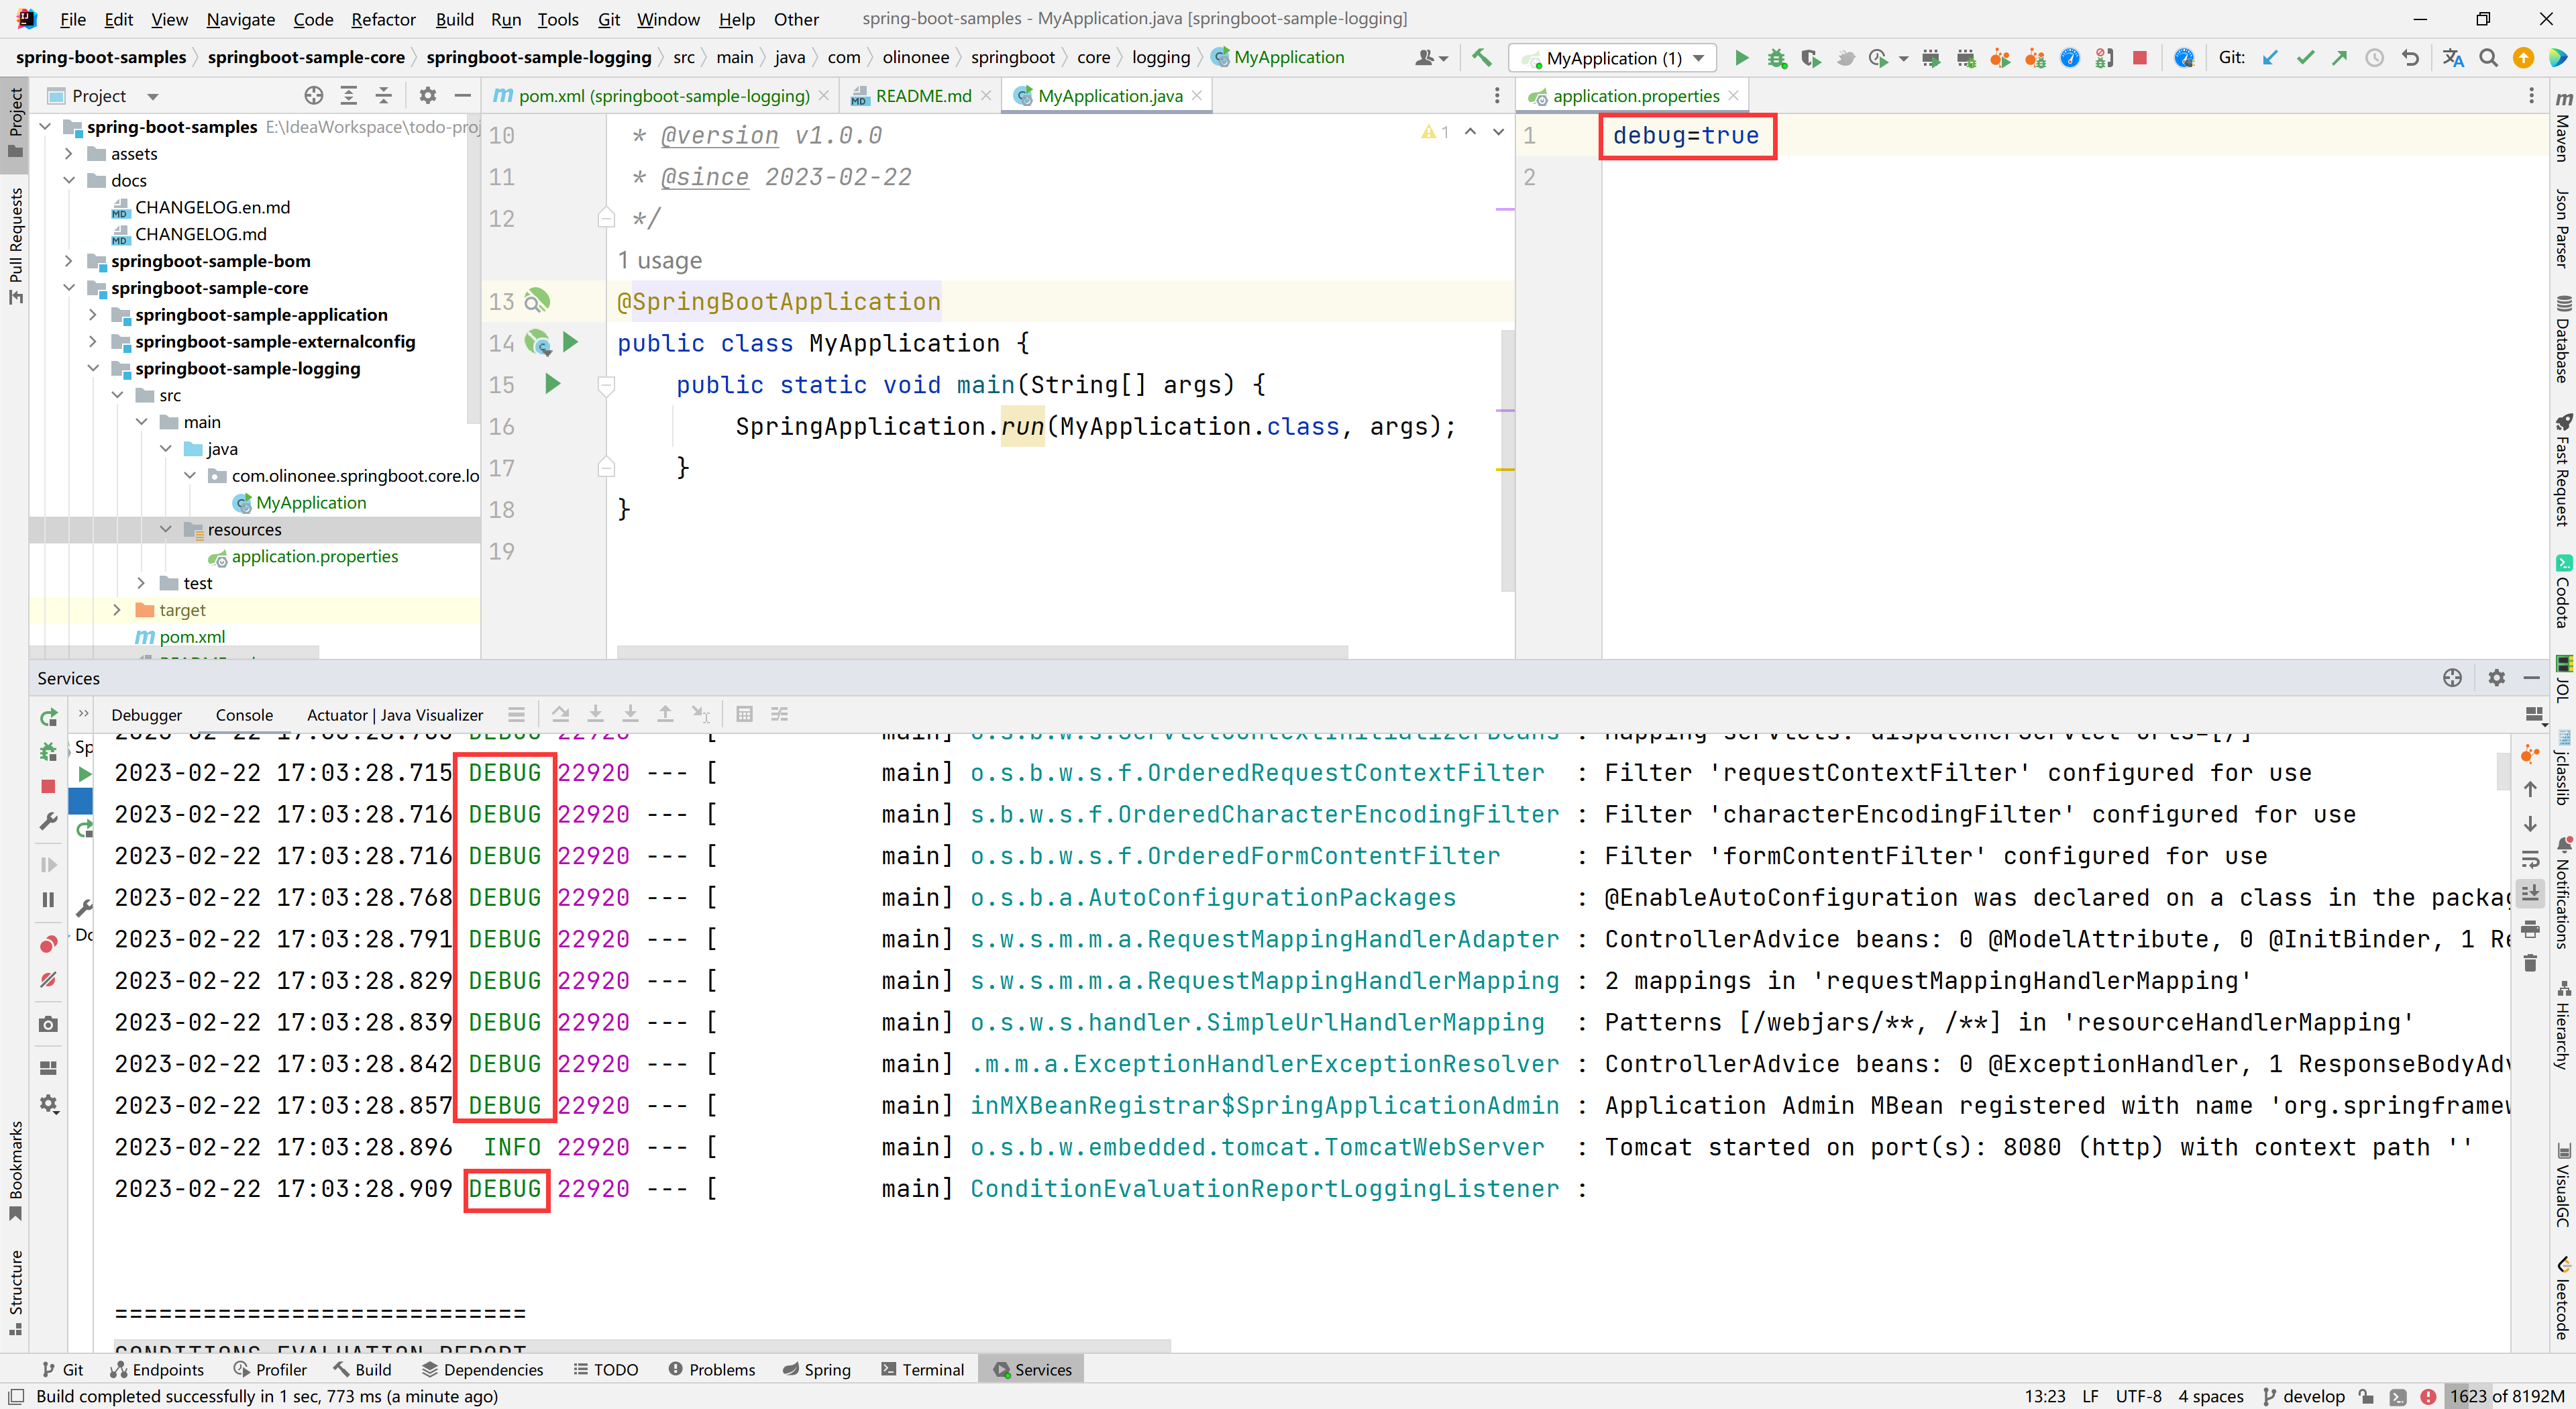 File Edit View Navigate Code Refactor Build Run Tools Git Window Help Other spring-boot-samples - MyApplication.java [springboot-sample-logging]
spring-boot-samples springboot-sample-core springboot-sample-logging src main java com olinonee springboot core logging MyApplication MyApplication (1) Git:
Project
pom.xml (springboot-sample-logging) README.md MyApplication.java application.properties
spring-boot-samples E:\IdeaWorkspace\todo-proj
assets
docs
CHANGELOG.en.md
CHANGELOG.md
springboot-sample-bom
springboot-sample-core
springboot-sample-application
springboot-sample-externalconfig
springboot-sample-logging
src
main
java
com.olinonee.springboot.core.lo
MyApplication
resources
application.properties
test
target
pom.xml
10 * @version v1.0.0
11 * @since 2023-02-22
12 */
1 usage
13 @SpringBootApplication
14 public class MyApplication {
15 public static void main(String[] args) {
16 SpringApplication.run(MyApplication.class, args);
17 }
18 }
19
1
1 debug=true
2
Services
Debugger Console Actuator | Java Visualizer
Sp
Do
2023-02-22 17:03:28.715 DEBUG 22920 --- [ main] o.s.b.w.s.f.OrderedRequestContextFilter : Filter 'requestContextFilter' configured for use
2023-02-22 17:03:28.716 DEBUG 22920 --- [ main] s.b.w.s.f.OrderedCharacterEncodingFilter : Filter 'characterEncodingFilter' configured for use
2023-02-22 17:03:28.716 DEBUG 22920 --- [ main] o.s.b.w.s.f.OrderedFormContentFilter : Filter 'formContentFilter' configured for use
2023-02-22 17:03:28.768 DEBUG 22920 --- [ main] o.s.b.a.AutoConfigurationPackages : @EnableAutoConfiguration was declared on a class in the packag
2023-02-22 17:03:28.791 DEBUG 22920 --- [ main] s.w.s.m.m.a.RequestMappingHandlerAdapter : ControllerAdvice beans: 0 @ModelAttribute, 0 @InitBinder, 1 Re
2023-02-22 17:03:28.829 DEBUG 22920 --- [ main] s.w.s.m.m.a.RequestMappingHandlerMapping : 2 mappings in 'requestMappingHandlerMapping'
2023-02-22 17:03:28.839 DEBUG 22920 --- [ main] o.s.w.s.handler.SimpleUrlHandlerMapping : Patterns [/webjars/**, /**] in 'resourceHandlerMapping'
2023-02-22 17:03:28.842 DEBUG 22920 --- [ main] .m.m.a.ExceptionHandlerExceptionResolver : ControllerAdvice beans: 0 @ExceptionHandler, 1 ResponseBodyAdv
2023-02-22 17:03:28.857 DEBUG 22920 --- [ main] inMXBeanRegistrar$SpringApplicationAdmin : Application Admin MBean registered with name 'org.springframew
2023-02-22 17:03:28.896 INFO 22920 --- [ main] o.s.b.w.embedded.tomcat.TomcatWebServer : Tomcat started on port(s): 8080 (http) with context path ''
2023-02-22 17:03:28.909 DEBUG 22920 --- [ main] ConditionEvaluationReportLoggingListener :
============================
CONDITIONS EVALUATION REPORT
Git Endpoints Profiler Build Dependencies TODO Problems Spring Terminal Services
Build completed successfully in 1 sec, 773 ms (a minute ago) 13:23 LF UTF-8 4 spaces develop 1623 of 8192M
Project
Pull Requests
Bookmarks
Structure
Maven
Json Parser
Database
Fast Request
Codota
JOL
jclasslib
Notifications
Hierarchy
VisualGC
leetcode